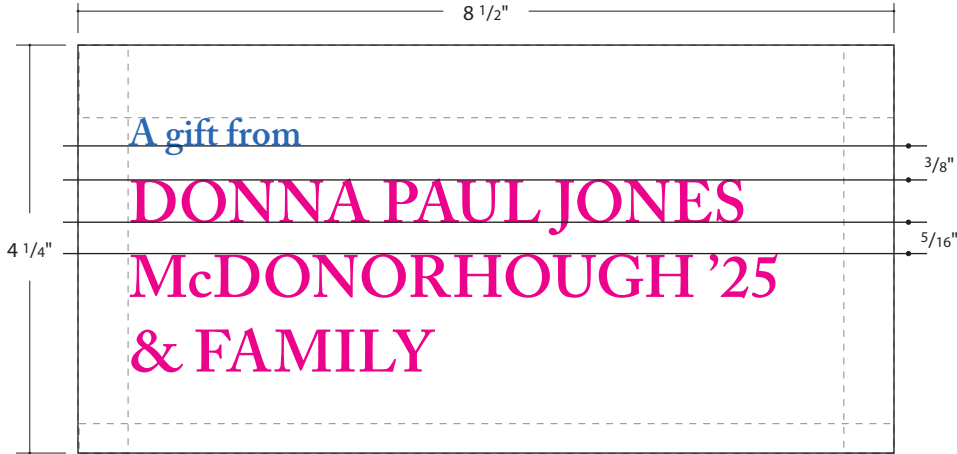 8 1/2"
A gift from
3/8"
DONNA PAUL JONES
5/16"
4 1/4"
McDONORHOUGH ’25
& FAMILY